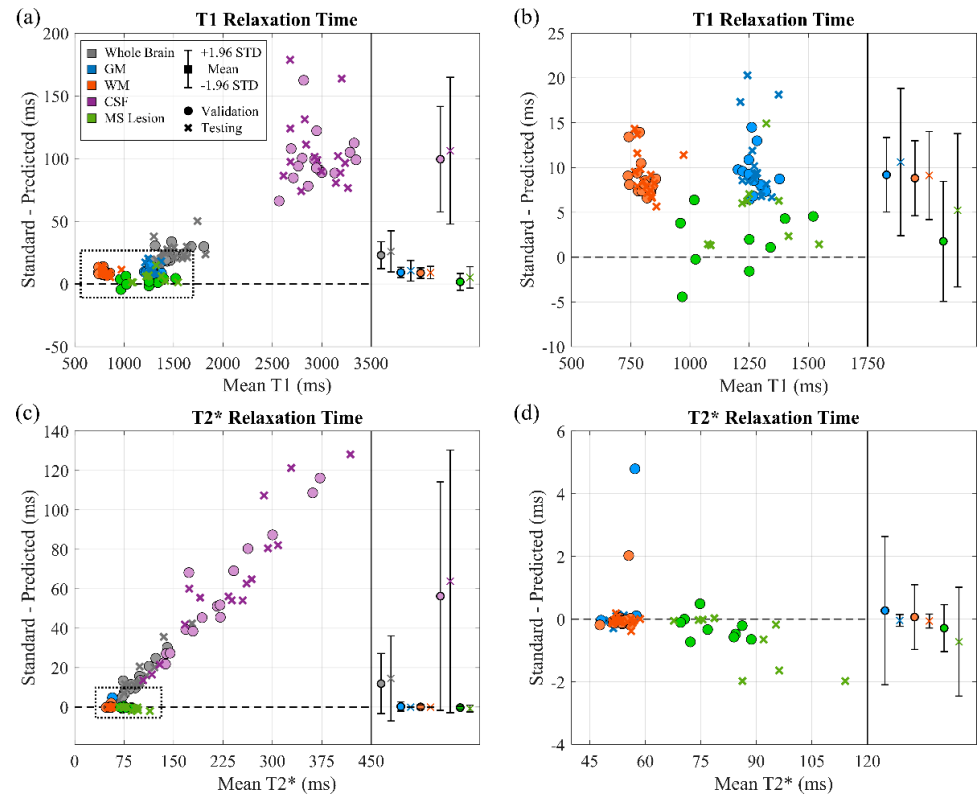 (a)
T1 Relaxation Time
Standard - Predicted (ms)
200
150
100
50
0
-50
Whole Brain
GM
WM
CSF
MS Lesion
+1.96 STD
Mean
-1.96 STD
Validation
Testing
500 1000 1500 2000 2500 3000 3500
Mean T1 (ms)
(b)
T1 Relaxation Time
Standard - Predicted (ms)
25
20
15
10
5
0
5
-10
500 750 1000 1250 1500 1750
Mean T1 (ms)
(c)
T2* Relaxation Time
Standard - Predicted (ms)
140
120
100
80
60
40
20
0
0 75 150 225 300 375 450
Mean T2* (ms)
(d)
T2* Relaxation Time
Standard - Predicted (ms)
6
4
2
0
-2
-4
45 60 75 90 105 120
Mean T2* (ms)